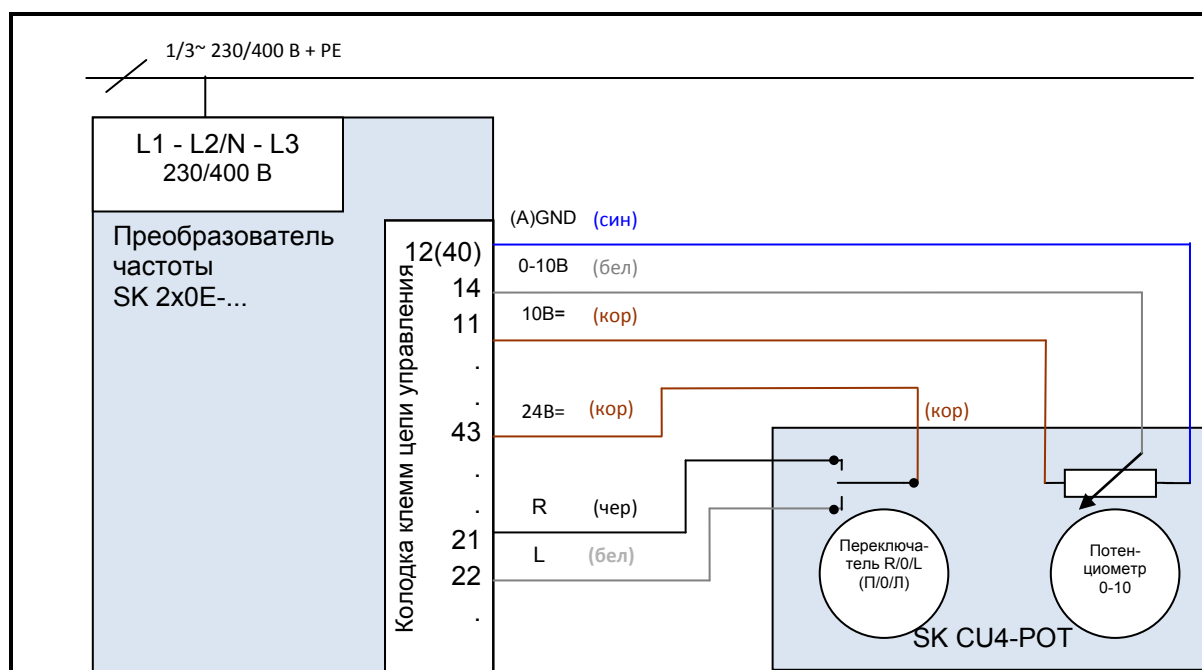 1/3~ 230/400 В + PE
L1 - L2/N - L3
230/400 В
Преобразователь
частоты
SK 2x0E-...
Колодка клемм цепи управления
12(40)
14
11
.
.
43
.
.
21
22
.
(A)GND (син)
0-10В (бел)
10В= (кор)
24В= (кор)
(кор)
R (чер)
L (бел)
Переключа-
тель R/0/L
(П/0/Л)
Потен-
циометр
0-10
SK CU4-POT